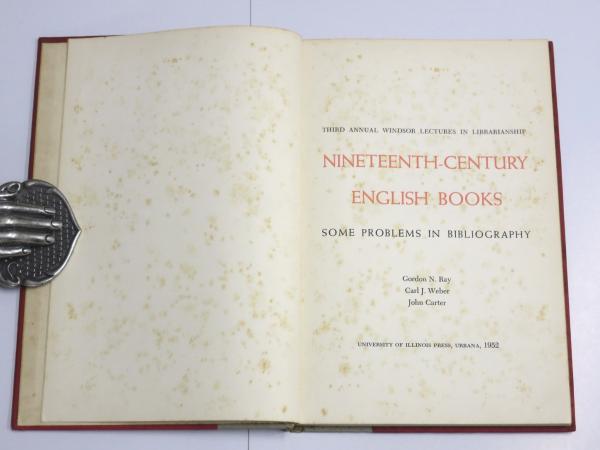 THIRD ANNUAL WINDSOR LECTURES IN LIBRARIANSHIP
NINETEENTH-CENTURY
ENGLISH BOOKS
SOME PROBLEMS IN BIBLIOGRAPHY
Gordon N. Ray
Carl J. Weber
John Carter
UNIVERSITY OF ILLINOIS PRESS, URBANA, 1952